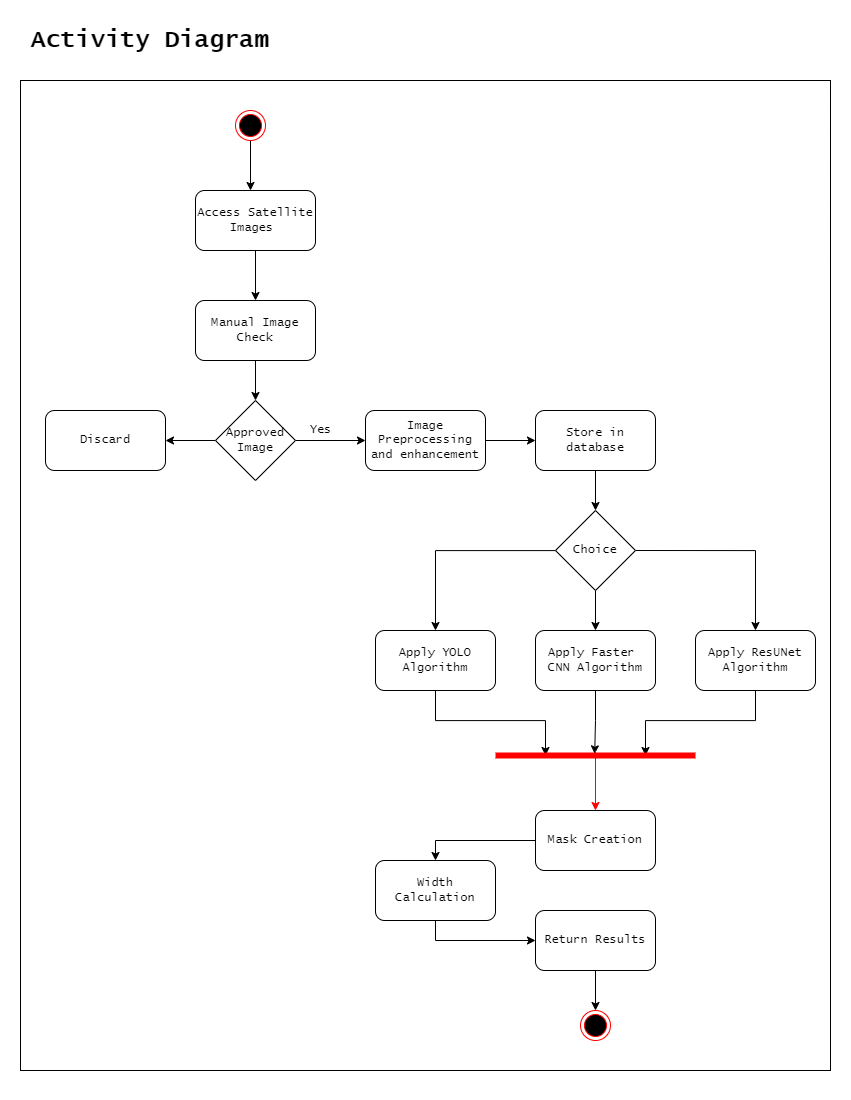 Activity Diagram
Access Satellite
Images
Manual Image
Check
Discard
Approved
Image
Yes
Image
Preprocessing
and enhancement
Store in
database
Choice
Apply YOLO
Algorithm
Apply Faster
CNN Algorithm
Apply ResUNet
Algorithm
Mask Creation
Width
Calculation
Return Results